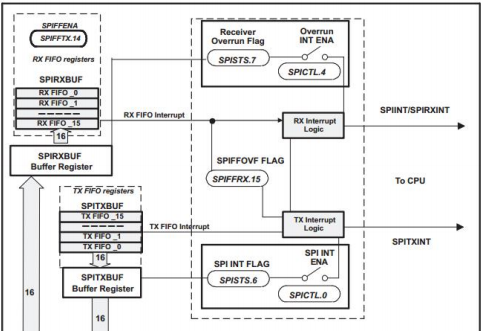 SPIFFENA
SPIFFTX.14
RX FIFO registers
SPIRXBUF
RX FIFO _0
RX FIFO _1
RX FIFO _15
16
SPIRXBUF
Buffer Register
RX FIFO Interrupt
Receiver
Overrun Flag
SPISTS.7
Overrun
INT ENA
SPICTL.4
RX Interrupt
Logic
SPIINT/SPIRXINT
SPIFFOVF FLAG
SPIFFRX.15
To CPU
TX FIFO registers
SPITXBUF
TX FIFO _15
TX FIFO _1
TX FIFO _0
16
SPITXBUF
Buffer Register
TX FIFO Interrupt
TX Interrupt
Logic
SPITXINT
SPI INT FLAG
SPISTS.6
SPI INT
ENA
SPICTL.0
16
16